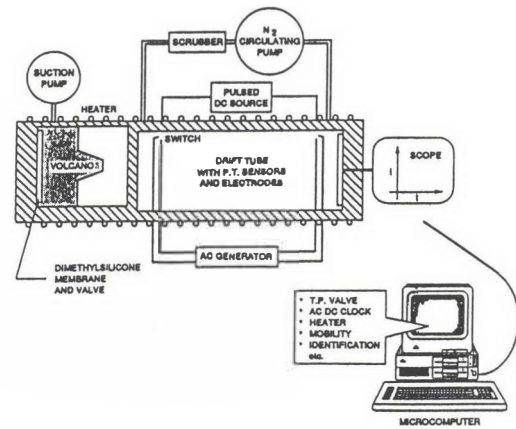 N2
CIRCULATING
PUMP
SCRUBBER
SUCTION
PUMP
HEATER
PULSED
DC SOURCE
SWITCH
SCOPE
I
t
DRIFT TUBE
WITH P.T. SENSORS
AND ELECTRODES
AC GENERATOR
DIMETHYLSILICONE
MEMBRANE
AND VALVE
• T.P. VALVE
• AC DC CLOCK
• HEATER
• MOBILITY
• IDENTIFICATION
etc.
MICROCOMPUTER